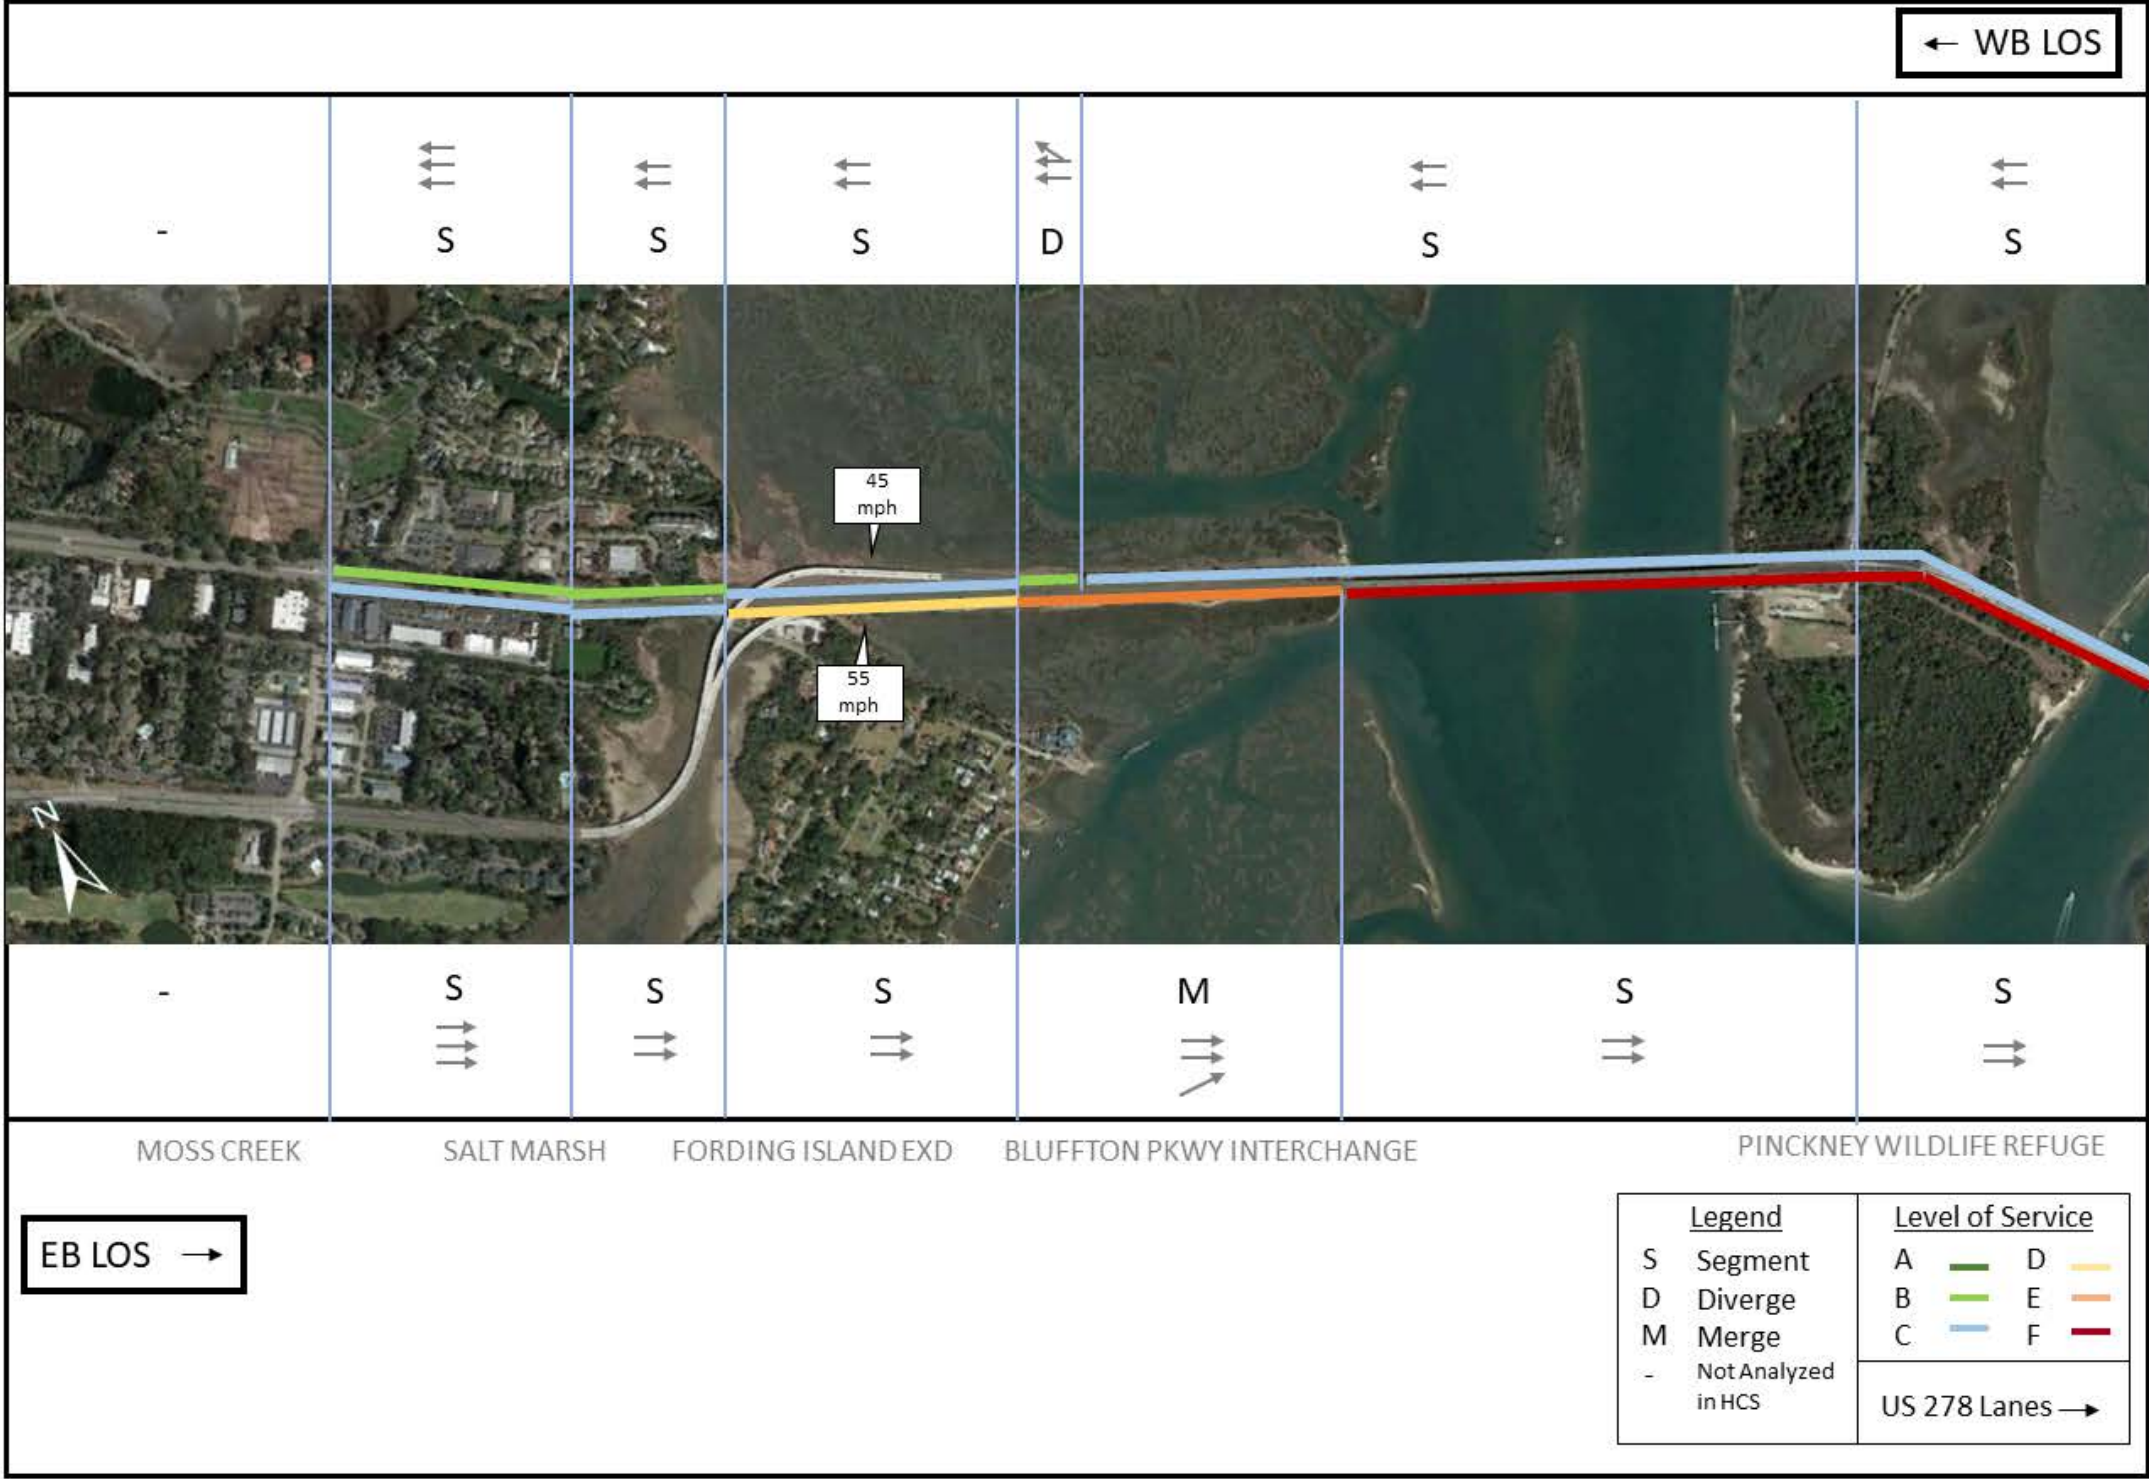 ← WB LOS
- S S S D S S
45
mph
55
mph
N
- S S S M S S
MOSS CREEK SALT MARSH FORDING ISLAND EXD BLUFFTON PKWY INTERCHANGE PINCKNEY WILDLIFE REFUGE
EB LOS →
Legend
S Segment
D Diverge
M Merge
- Not Analyzed
in HCS
Level of Service
A D
B E
C F
US 278 Lanes →